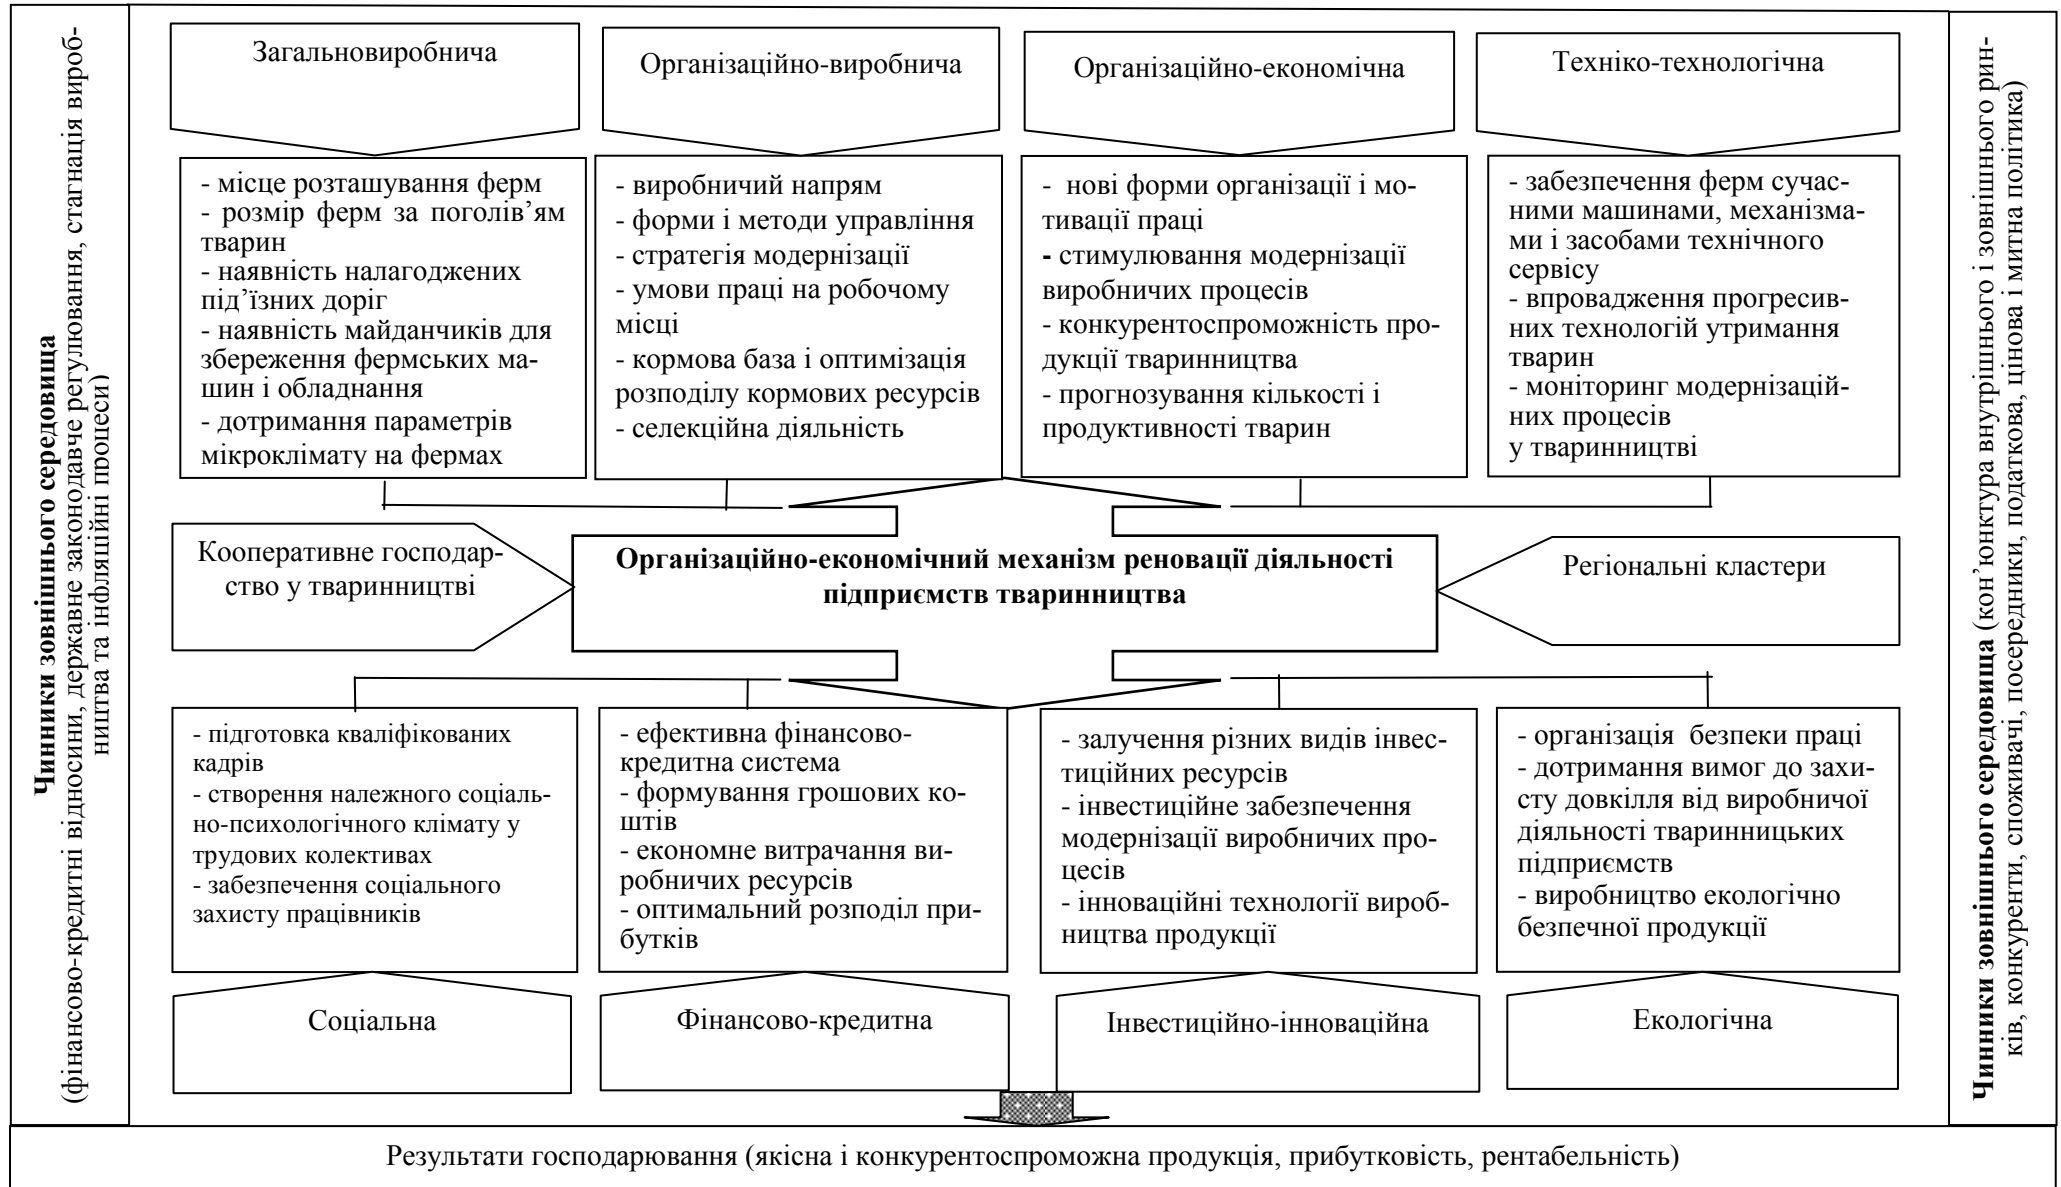 Чинники зовнішнього середовища
(фінансово-кредитні відносини, державне законодавче регулювання, стагнація вироб-
ництва та інфляційні процеси)
Загальновиробнича
- місце розташування ферм
- розмір ферм за поголів’ям
тварин
- наявність налагоджених
під’їзних доріг
- наявність майданчиків для
збереження фермських ма-
шин і обладнання
- дотримання параметрів
мікроклімату на фермах
Організаційно-виробнича
- виробничий напрям
- форми і методи управління
- стратегія модернізації
- умови праці на робочому
місці
- кормова база і оптимізація
розподілу кормових ресурсів
- селекційна діяльність
Організаційно-економічна
- нові форми організації і мо-
тивації праці
- стимулювання модернізації
виробничих процесів
- конкурентоспроможність про-
дукції тваринництва
- прогнозування кількості і
продуктивності тварин
Техніко-технологічна
- забезпечення ферм сучас-
ними машинами, механізма-
ми і засобами технічного
сервісу
- впровадження прогресив-
них технологій утримання
тварин
- моніторинг модернізацій-
них процесів
у тваринництві
Кооперативне господар-
ство у тваринництві
Організаційно-економічний механізм реновації діяльності
підприємств тваринництва
Регіональні кластери
- підготовка кваліфікованих
кадрів
- створення належного соціаль-
но-психологічного клімату у
трудових колективах
- забезпечення соціального
захисту працівників
Соціальна
- ефективна фінансово-
кредитна система
- формування грошових ко-
штів
- економне витрачання ви-
робничих ресурсів
- оптимальний розподіл при-
бутків
Фінансово-кредитна
- залучення різних видів інвес-
тиційних ресурсів
- інвестиційне забезпечення
модернізації виробничих про-
цесів
- інноваційні технології вироб-
ництва продукції
Інвестиційно-інноваційна
- організація безпеки праці
- дотримання вимог до захи-
сту довкілля від виробничої
діяльності тваринницьких
підприємств
- виробництво екологічно
безпечної продукції
Екологічна
Чинники зовнішнього середовища (кон’юнктура внутрішнього і зовнішнього рин-
ків, конкуренти, споживачі, посередники, податкова, цінова і митна політика)
Результати господарювання (якісна і конкурентоспроможна продукція, прибутковість, рентабельність)